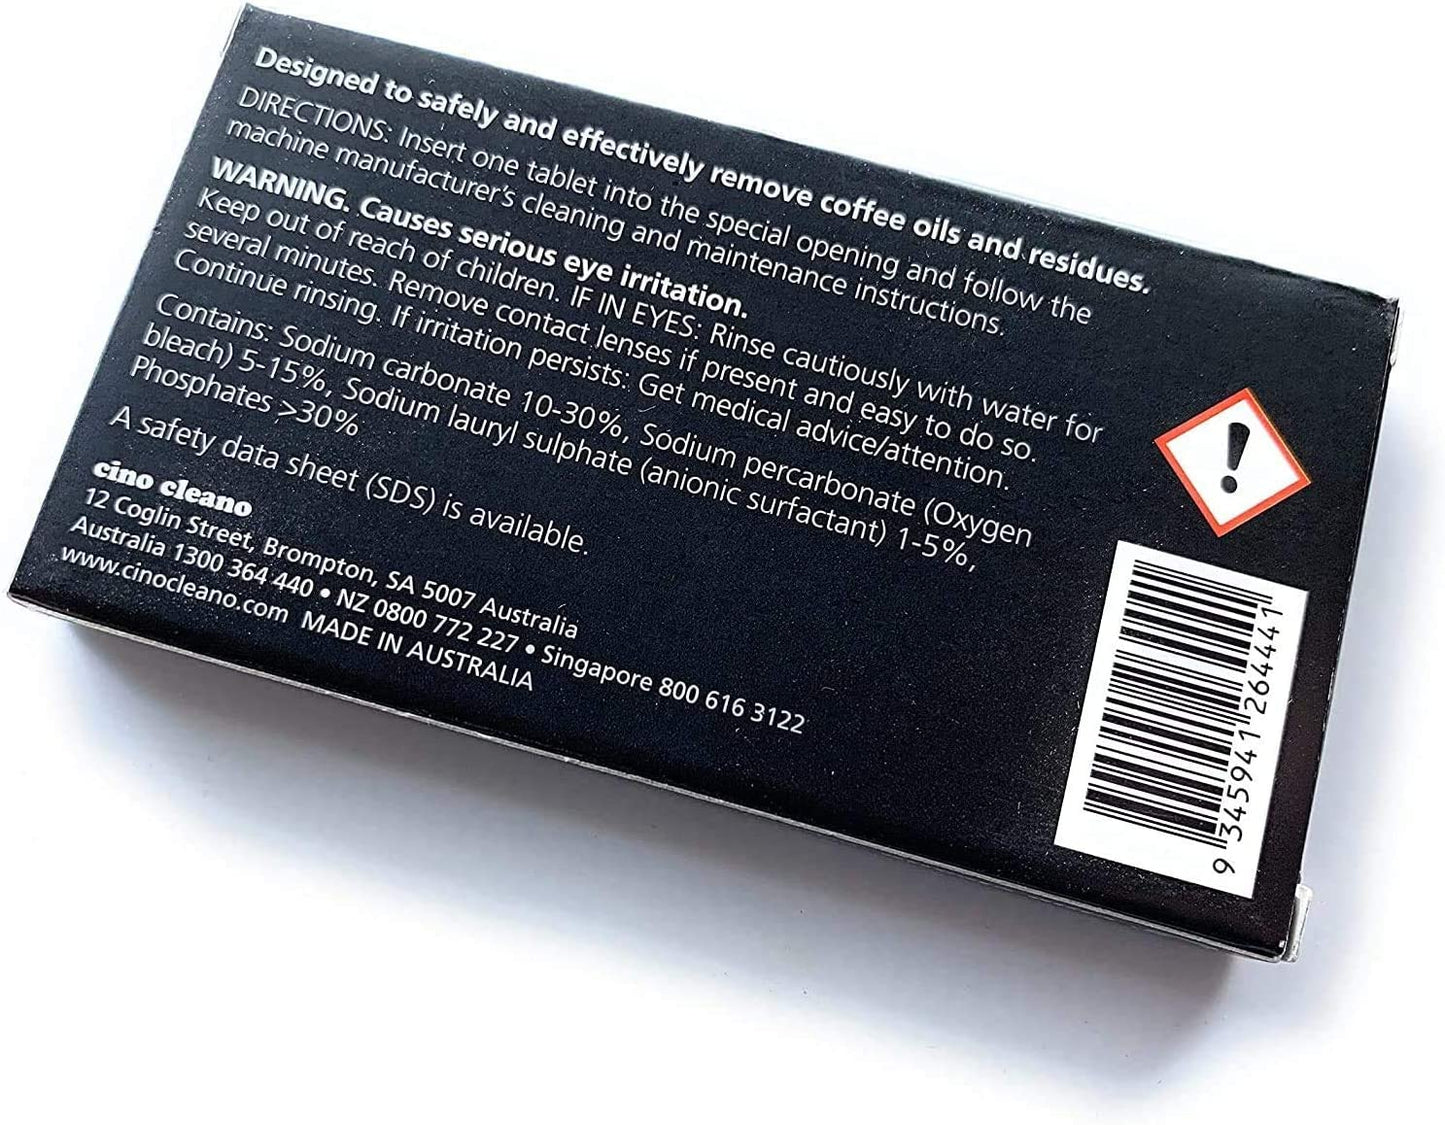 Designed to safely and effectively remove coffee oils and residues.
DIRECTIONS: Insert one tablet into the special opening and follow the
machine manufacturer's cleaning and maintenance instructions.
WARNING. Causes serious eye irritation.
Keep out of reach of children. IF IN EYES: Rinse cautiously with water for
several minutes. Remove contact lenses if present and easy to do so.
Continue rinsing. If irritation persists: Get medical advice/attention.
Contains: Sodium carbonate 10-30%, Sodium percarbonate (Oxygen
bleach) 5-15%, Sodium lauryl sulphate (anionic surfactant) 1-5%,
Phosphates >30%
A safety data sheet (SDS) is available.
cino cleano
12 Coglin Street, Brompton, SA 5007 Australia
Australia 1300 364 440 • NZ 0800 772 227 • Singapore 800 616 3122
www.cinocleano.com MADE IN AUSTRALIA
9 345941 264441